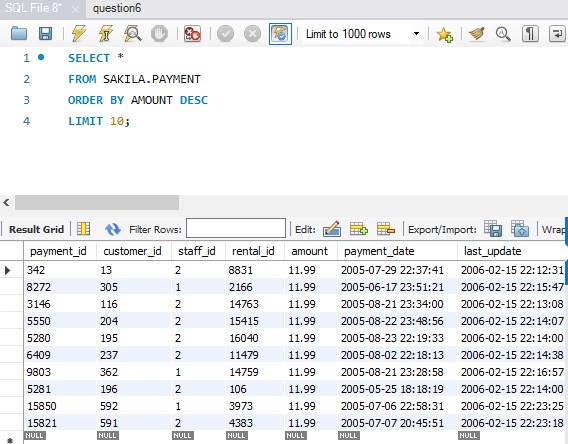 SQL File 8* question6
Limit to 1000 rows
1 SELECT *
2 FROM SAKILA.PAYMENT
3 ORDER BY AMOUNT DESC
4 LIMIT 10;
Result Grid Filter Rows: Edit: Export/Import: Wrap
payment_id customer_id staff_id rental_id amount payment_date last_update
342 13 2 8831 11.99 2005-07-29 22:37:41 2006-02-15 22:12:31
8272 305 1 2166 11.99 2005-06-17 23:51:21 2006-02-15 22:15:47
3146 116 2 14763 11.99 2005-08-21 23:34:00 2006-02-15 22:13:08
5550 204 2 15415 11.99 2005-08-22 23:48:56 2006-02-15 22:14:07
5280 195 2 16040 11.99 2005-08-23 22:19:33 2006-02-15 22:14:00
6409 237 2 11479 11.99 2005-08-02 22:18:13 2006-02-15 22:14:38
9803 362 1 14759 11.99 2005-08-21 23:28:58 2006-02-15 22:16:57
5281 196 2 106 11.99 2005-05-25 18:18:19 2006-02-15 22:14:00
15850 592 1 3973 11.99 2005-07-06 22:58:31 2006-02-15 22:23:25
15821 591 2 4383 11.99 2005-07-07 20:45:51 2006-02-15 22:23:18
NULL NULL NULL NULL NULL NULL NULL